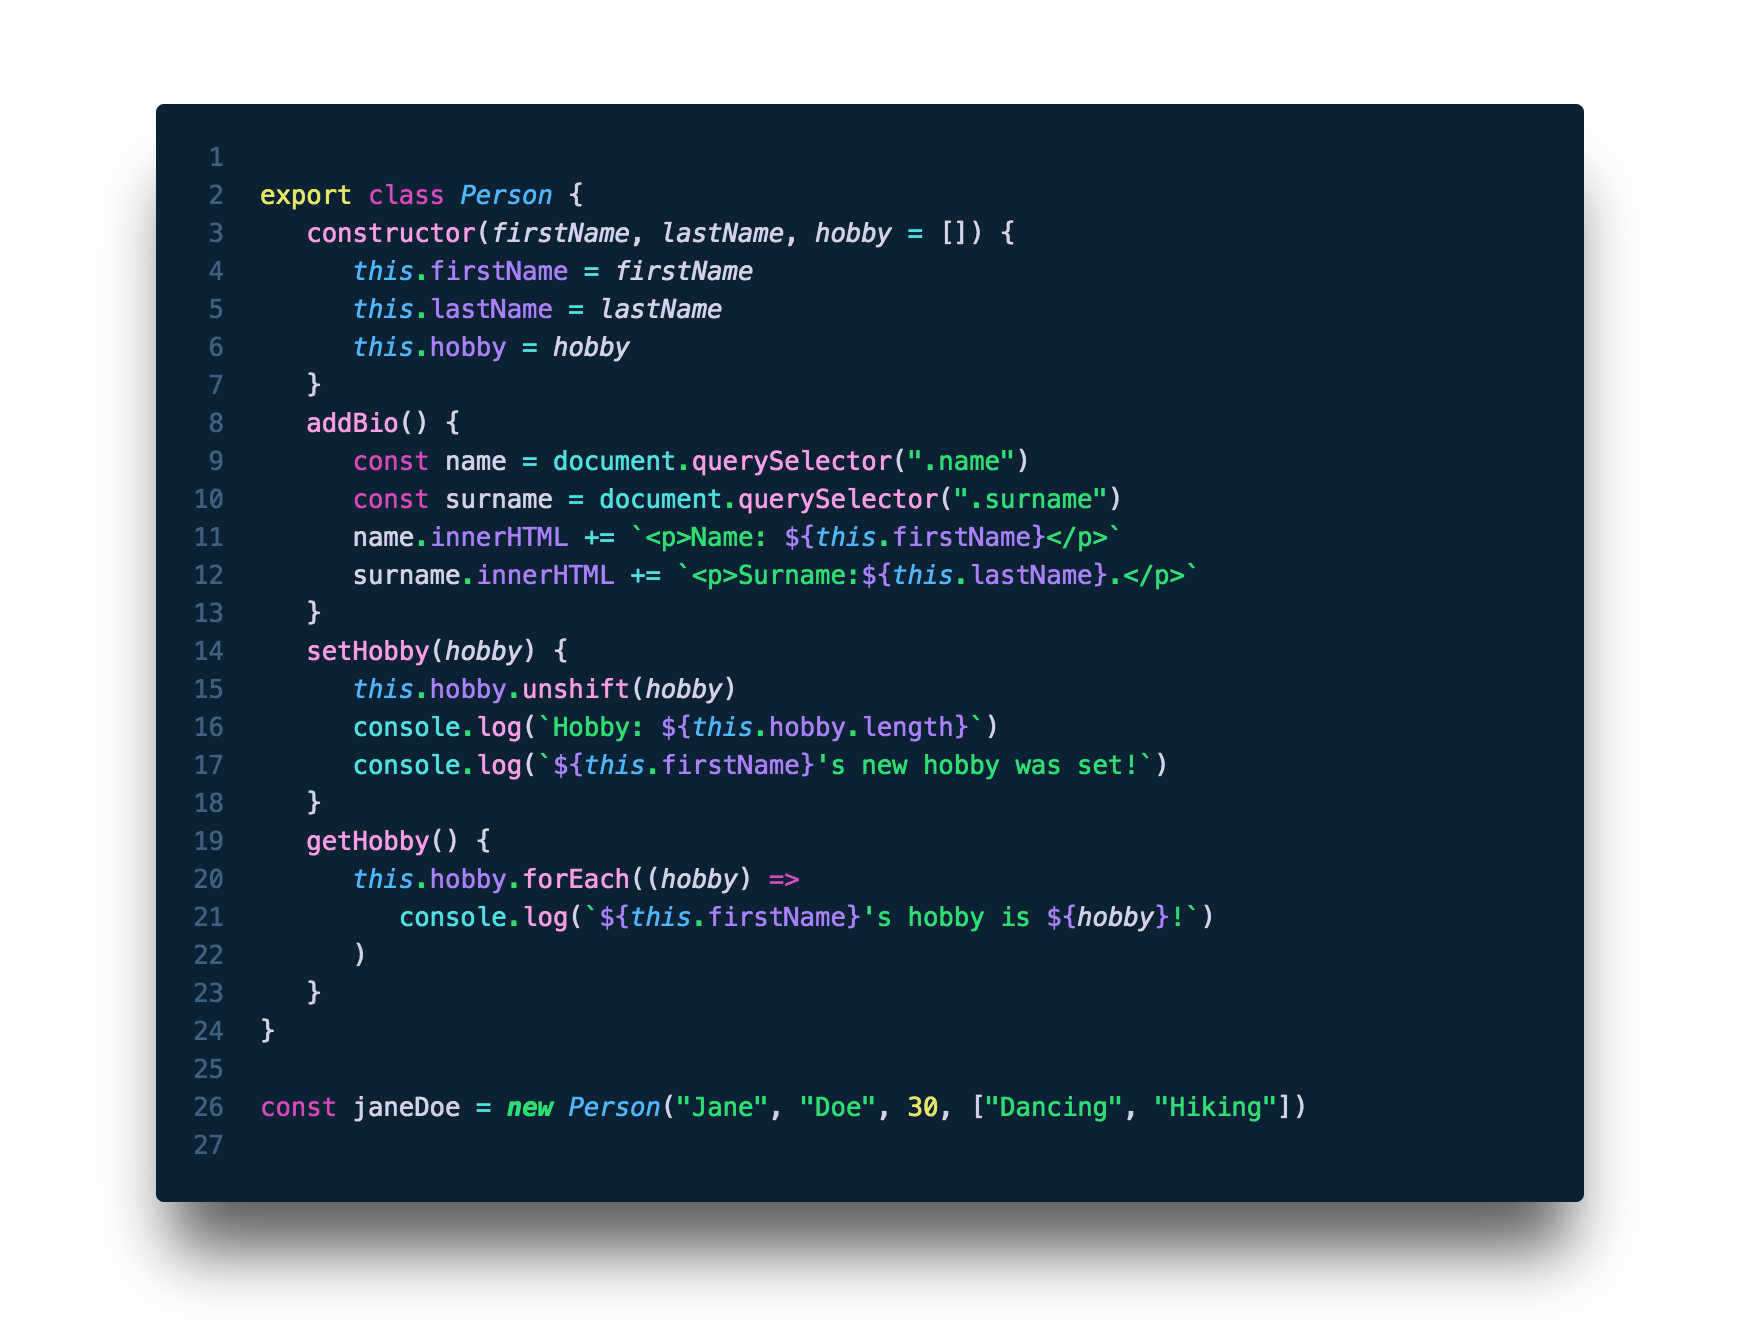 1
2 export class Person {
3 constructor(firstName, lastName, hobby = []) {
4 this.firstName = firstName
5 this.lastName = lastName
6 this.hobby = hobby
7 }
8 addBio() {
9 const name = document.querySelector(".name")
10 const surname = document.querySelector(".surname")
11 name.innerHTML += `<p>Name: ${this.firstName}</p>`
12 surname.innerHTML += `<p>Surname:${this.lastName}.</p>`
13 }
14 setHobby(hobby) {
15 this.hobby.unshift(hobby)
16 console.log(`Hobby: ${this.hobby.length}`)
17 console.log(`${this.firstName}'s new hobby was set!`)
18 }
19 getHobby() {
20 this.hobby.forEach((hobby) =>
21 console.log(`${this.firstName}'s hobby is ${hobby}!`)
22 )
23 }
24 }
25
26 const janeDoe = new Person("Jane", "Doe", 30, ["Dancing", "Hiking"])
27